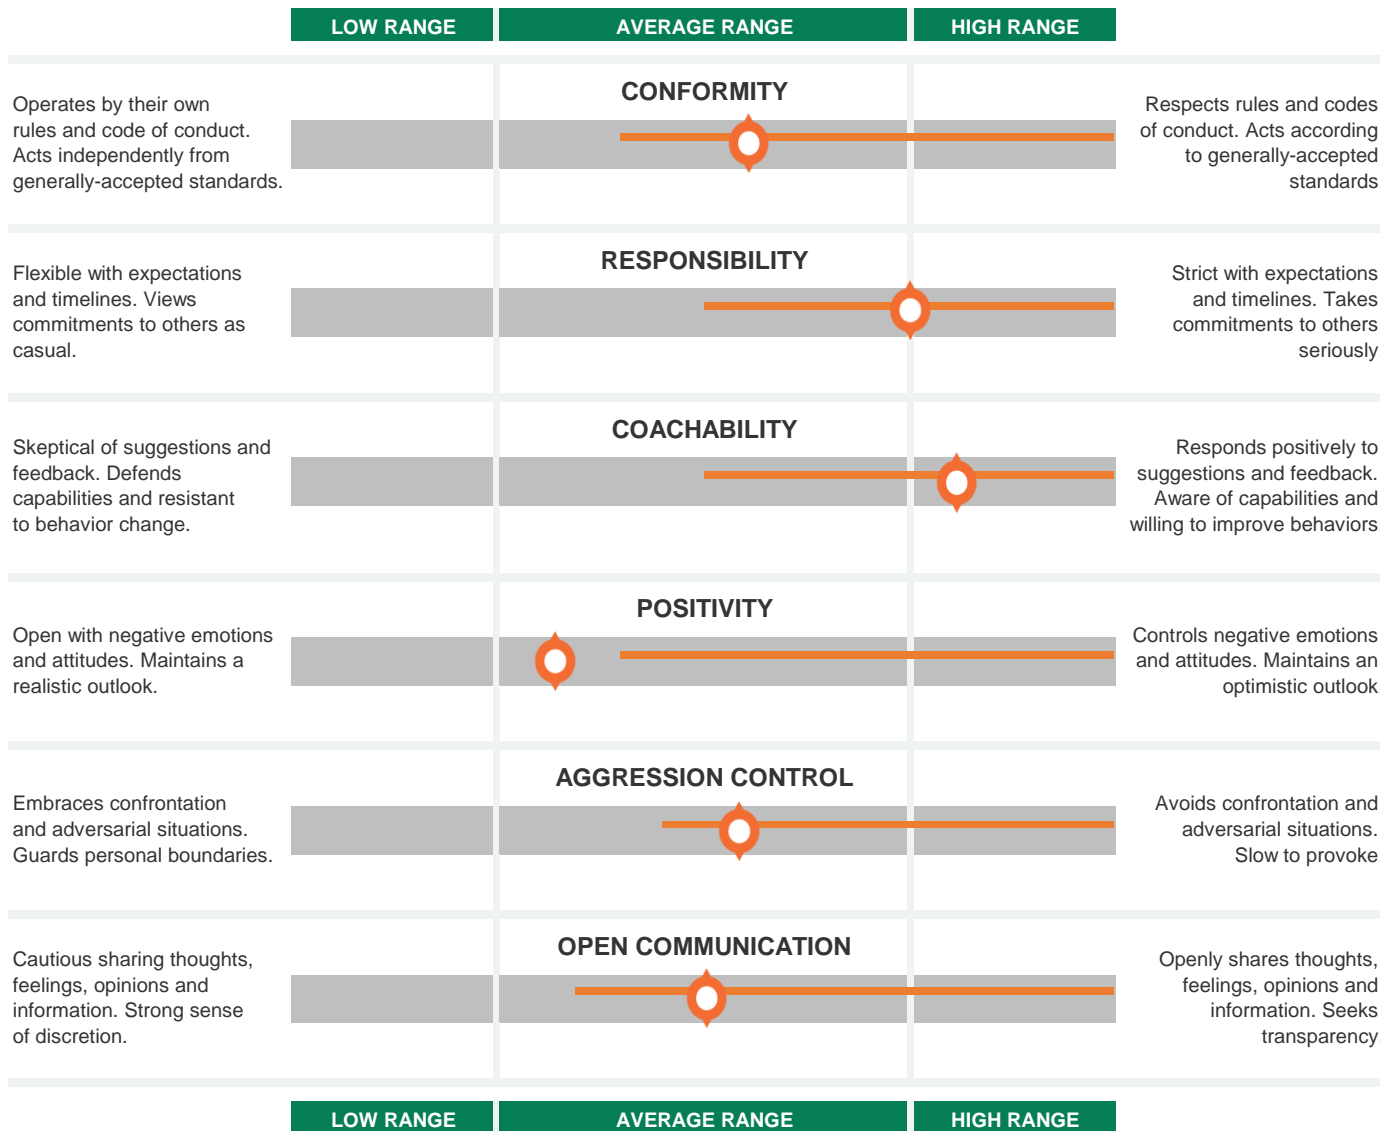 LOW RANGE
AVERAGE RANGE
HIGH RANGE
CONFORMITY
Operates by their own
rules and code of conduct.
Acts independently from
generally-accepted standards.
Respects rules and codes
of conduct. Acts according
to generally-accepted
standards
RESPONSIBILITY
Flexible with expectations
and timelines. Views
commitments to others as
casual.
Strict with expectations
and timelines. Takes
commitments to others
seriously
COACHABILITY
Skeptical of suggestions and
feedback. Defends
capabilities and resistant
to behavior change.
Responds positively to
suggestions and feedback.
Aware of capabilities and
willing to improve behaviors
POSITIVITY
Open with negative emotions
and attitudes. Maintains a
realistic outlook.
Controls negative emotions
and attitudes. Maintains an
optimistic outlook
AGGRESSION CONTROL
Embraces confrontation
and adversarial situations.
Guards personal boundaries.
Avoids confrontation and
adversarial situations.
Slow to provoke
OPEN COMMUNICATION
Cautious sharing thoughts,
feelings, opinions and
information. Strong sense
of discretion.
Openly shares thoughts,
feelings, opinions and
information. Seeks
transparency
LOW RANGE
AVERAGE RANGE
HIGH RANGE